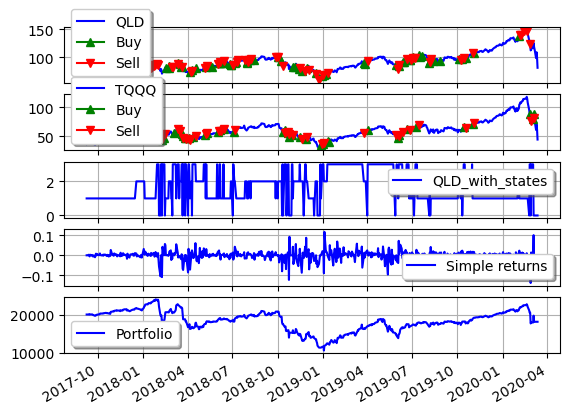 QLD
Buy
Sell
150
100
TQQQ
Buy
Sell
100
50
QLD_with_states
2
0
0.1
0.0
−0.1
Simple returns
20000
10000
Portfolio
2017-10
2018-01
2018-04
2018-07
2018-10
2019-01
2019-04
2019-07
2019-10
2020-01
2020-04